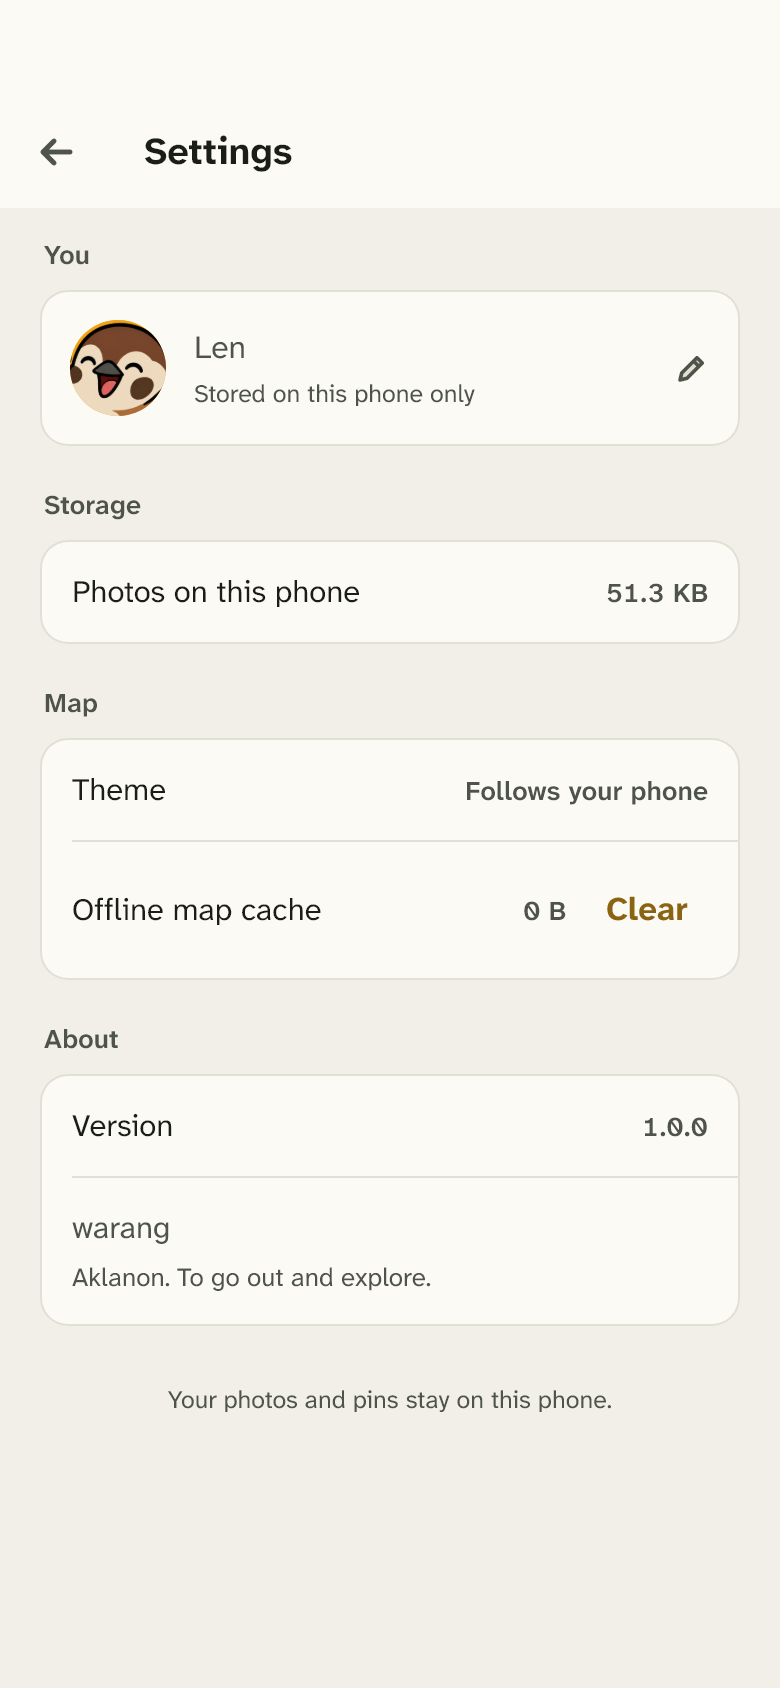 Settings
You
Len
Stored on this phone only
Storage
Photos on this phone 51.3 KB
Map
Theme Follows your phone
Offline map cache 0 B Clear
About
Version 1.0.0
warang
Aklanon. To go out and explore.
Your photos and pins stay on this phone.